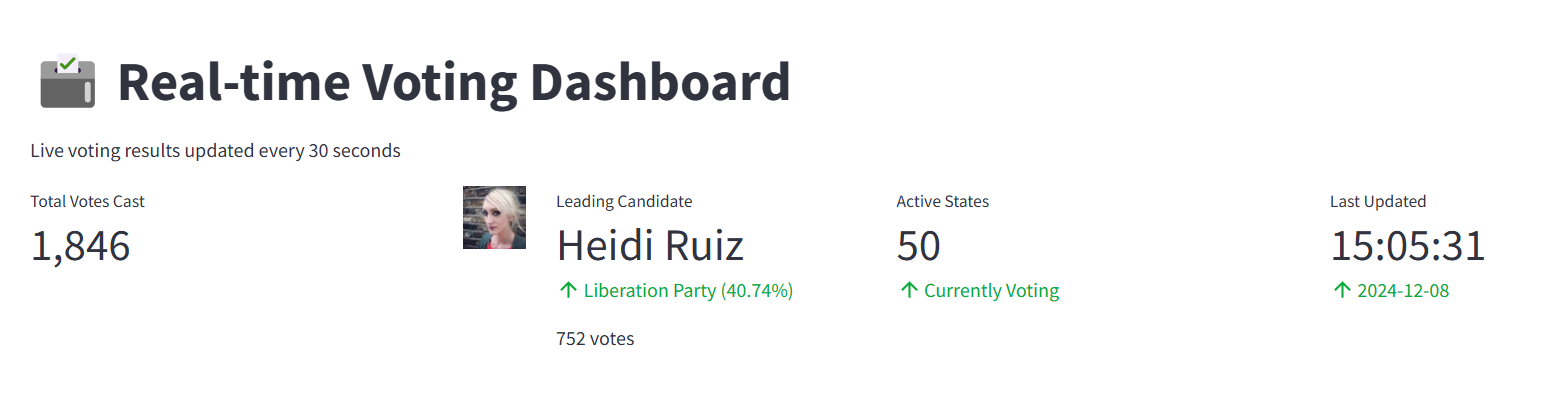 Real-time Voting Dashboard
Live voting results updated every 30 seconds
Total Votes Cast
1,846
Leading Candidate
Heidi Ruiz
↑ Liberation Party (40.74%)
752 votes
Active States
50
↑ Currently Voting
Last Updated
15:05:31
↑ 2024-12-08